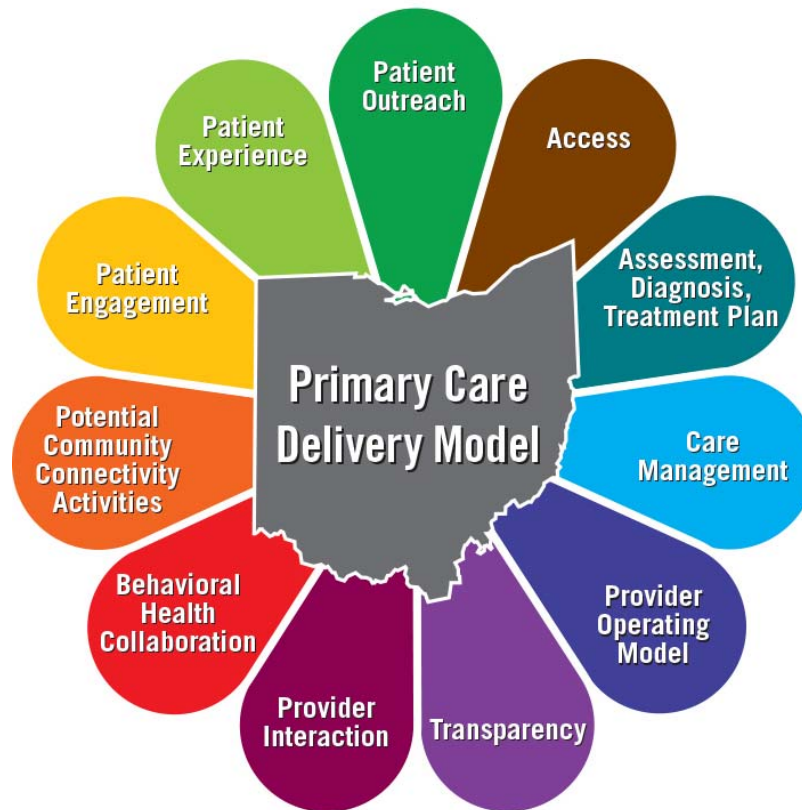 Patient
Outreach
Access
Assessment,
Diagnosis,
Treatment Plan
Care
Management
Provider
Operating
Model
Transparency
Provider
Interaction
Behavioral
Health
Collaboration
Potential
Community
Connectivity
Activities
Patient
Engagement
Patient
Experience
Primary Care
Delivery Model